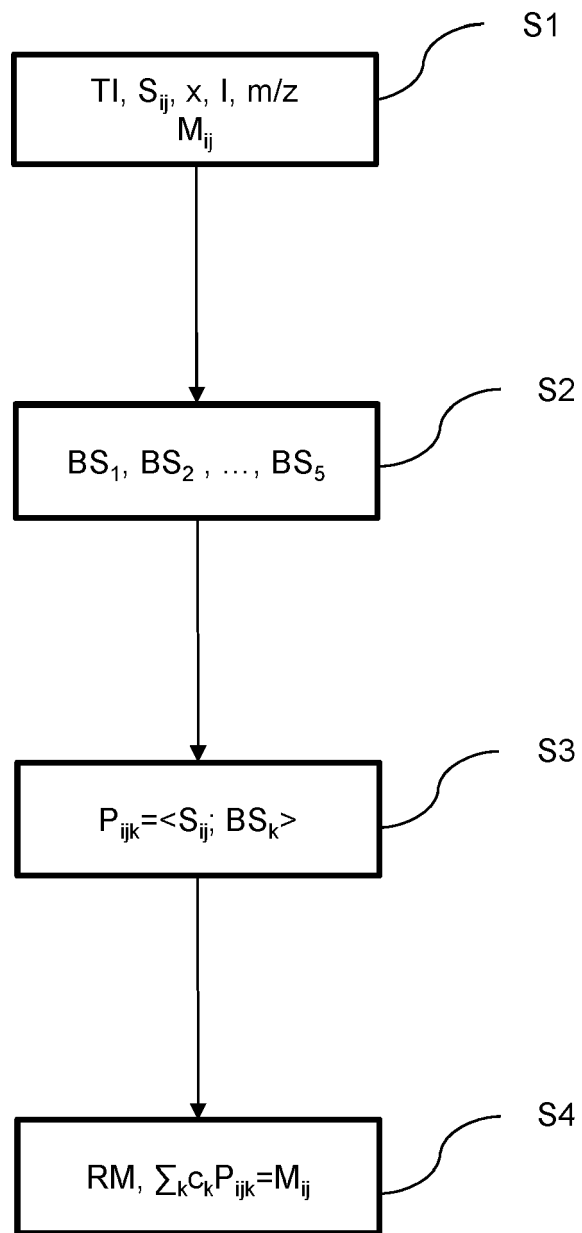 S1
TI, Sij, x, I, m/z
Mij
S2
BS1, BS2 , …, BS5
S3
Pijk=<Sij; BSk>
S4
RM, ∑kckPijk=Mij